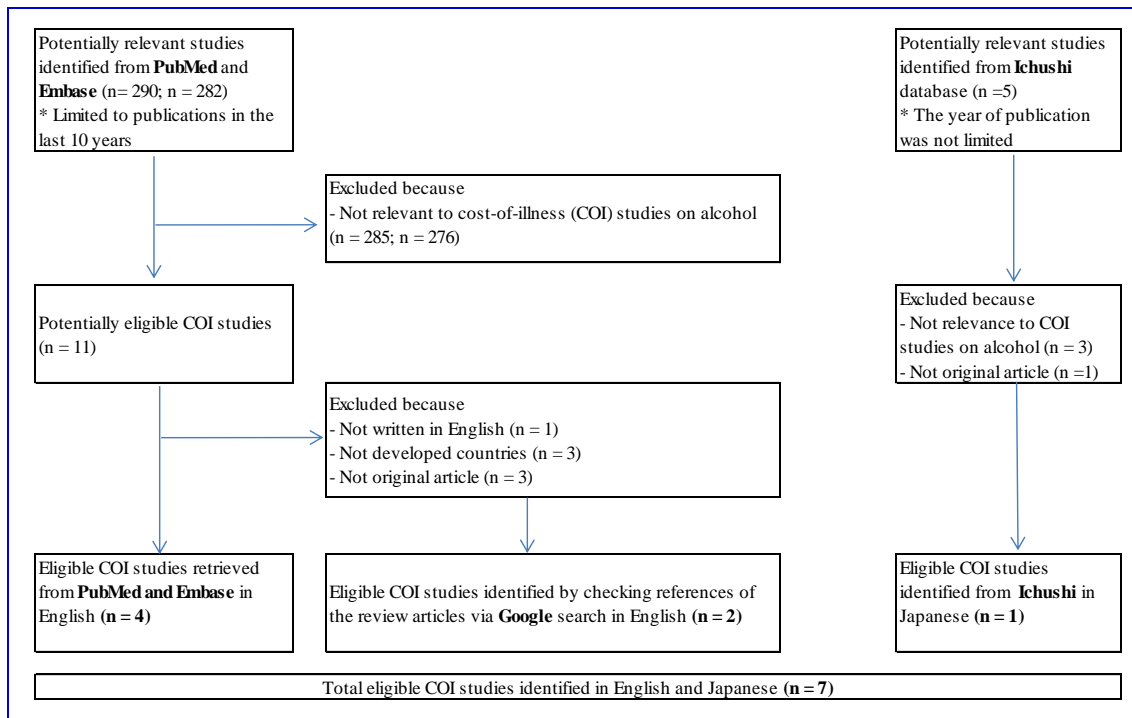 Potentially relevant studies
identified from PubMed and
Embase (n= 290; n = 282)
* Limited to publications in the
last 10 years
Potentially relevant studies
identified from Ichushi
database (n =5)
* The year of publication
was not limited
Excluded because
- Not relevant to cost-of-illness (COI) studies on alcohol
(n = 285; n = 276)
Potentially eligible COI studies
(n = 11)
Excluded because
- Not relevance to COI
studies on alcohol (n = 3)
- Not original article (n =1)
Excluded because
- Not written in English (n = 1)
- Not developed countries (n = 3)
- Not original article (n = 3)
Eligible COI studies retrieved
from PubMed and Embase in
English (n = 4)
Eligible COI studies identified by checking references of
the review articles via Google search in English (n = 2)
Eligible COI studies
identified from Ichushi in
Japanese (n = 1)
Total eligible COI studies identified in English and Japanese (n = 7)